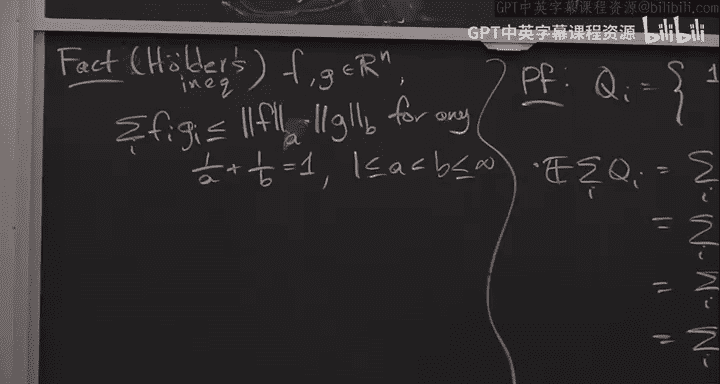 GPT中英字幕课程资源@bilibili.com
GPT中英字幕课程资源 bilibili
Fact (Hölder's ineq) f, g ∈ ℝⁿ,
∑ᵢ fᵢgᵢ ≤ ‖f‖ₐ · ‖g‖_b for any
1/a + 1/b = 1, 1 ≤ a < b ≤ ∞
Pf: Qᵢ = { 1
· 𝔼 ∑ᵢ Qᵢ = ∑ᵢ
= ∑ᵢ
= ∑ᵢ
= ∑ᵢ